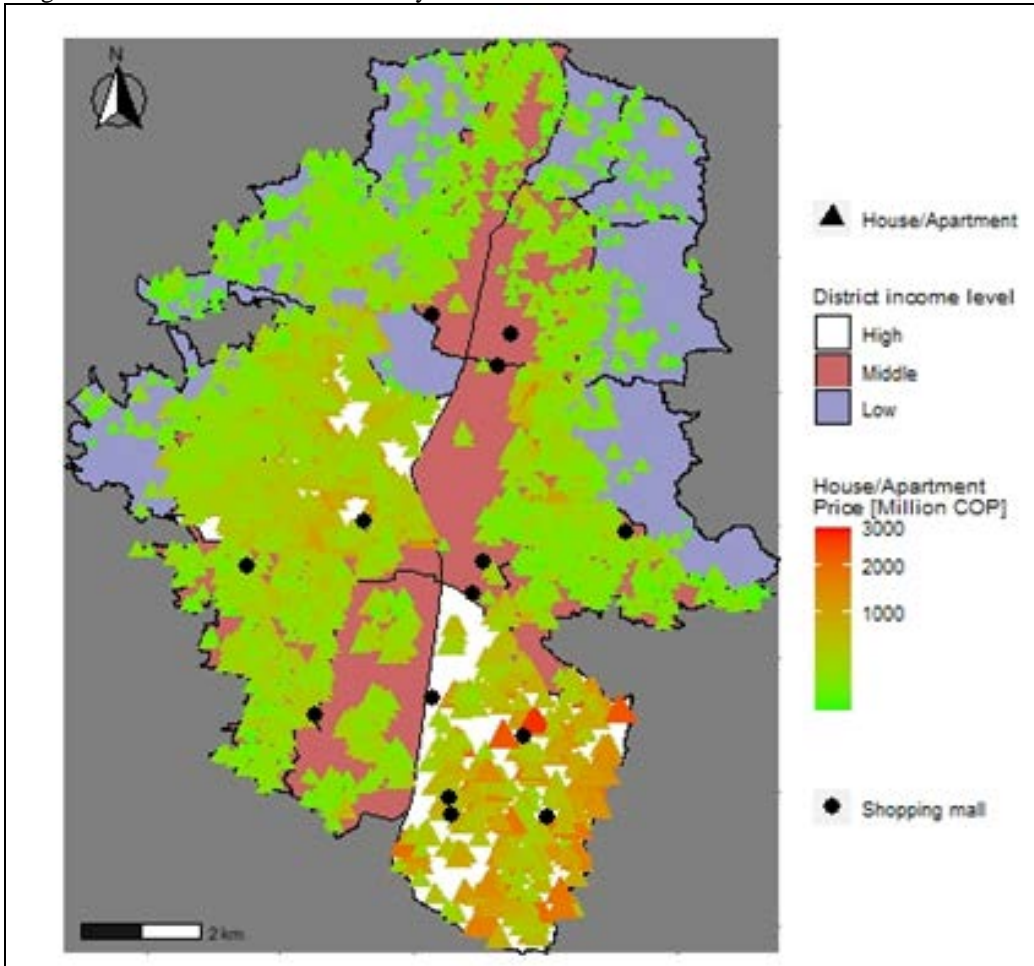 N
House/Apartment
District income level
High
Middle
Low
House/Apartment
Price [Million COP]
3000
2000
1000
Shopping mall
2 km